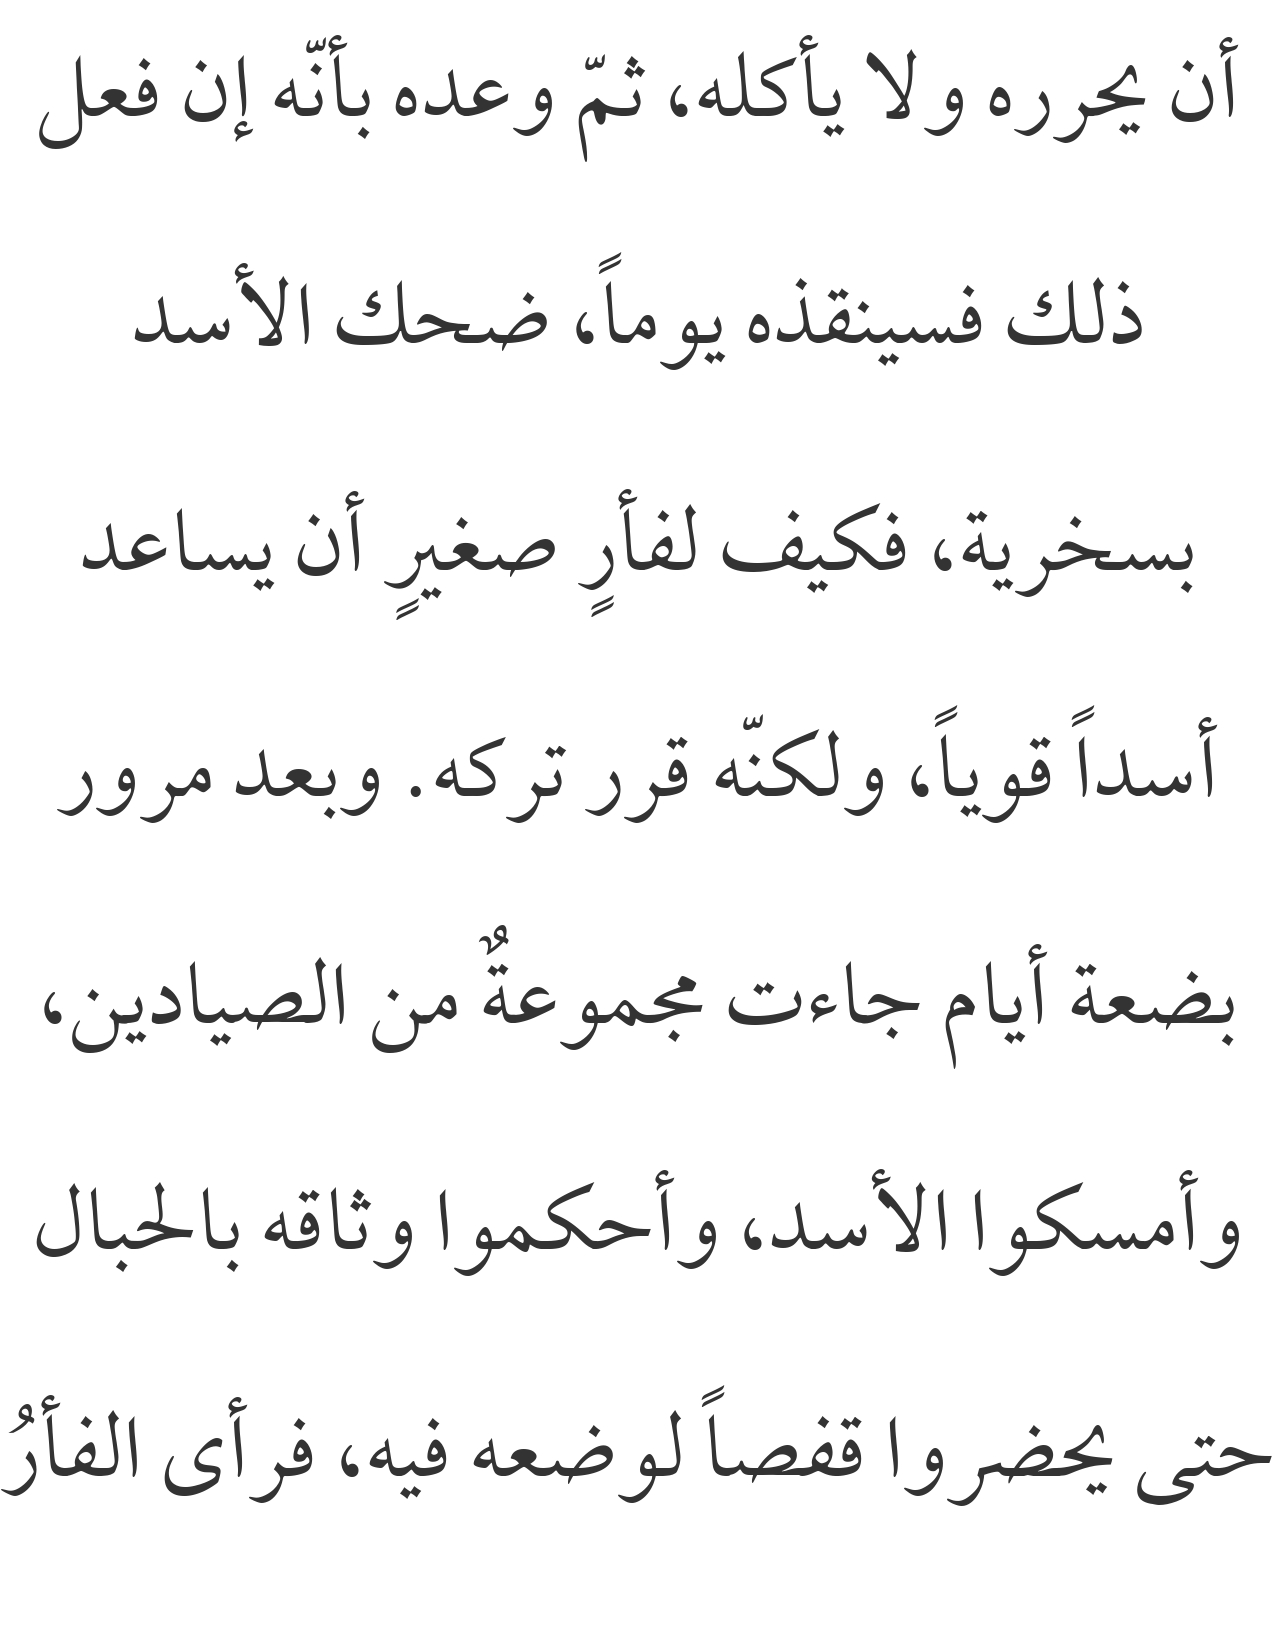 أن يحرره ولا يأكله، ثمّ وعده بأنّه إن فعل
ذلك فسينقذه يوماً، ضحك الأسد
بسخرية، فكيف لفأرٍ صغيرٍ أن يساعد
أسداً قوياً، ولكنّه قرر تركه. وبعد مرور
بضعة أيام جاءت مجموعةٌ من الصيادين،
وأمسكوا الأسد، وأحكموا وثاقه بالحبال
حتى يحضروا قفصاً لوضعه فيه، فرأى الفأرُ